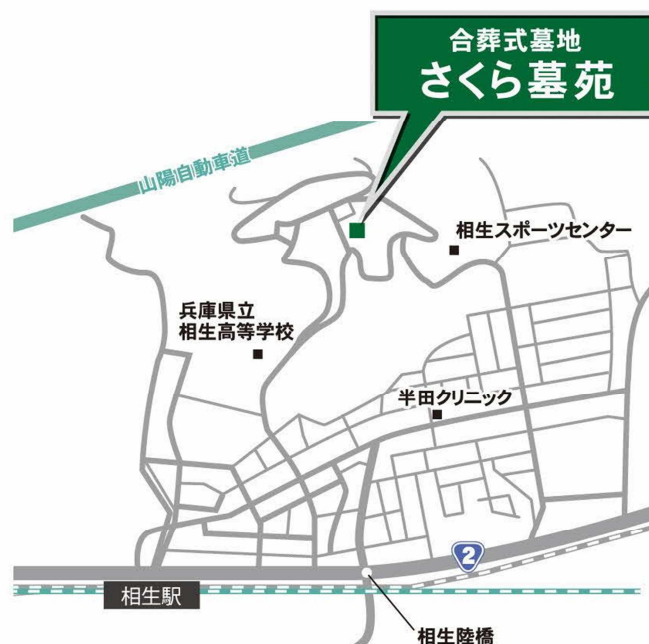 合葬式墓地
さくら墓苑
山陽自動車道
相生スポーツセンター
兵庫県立
相生高等学校
半田クリニック
2
相生駅
相生陸橋